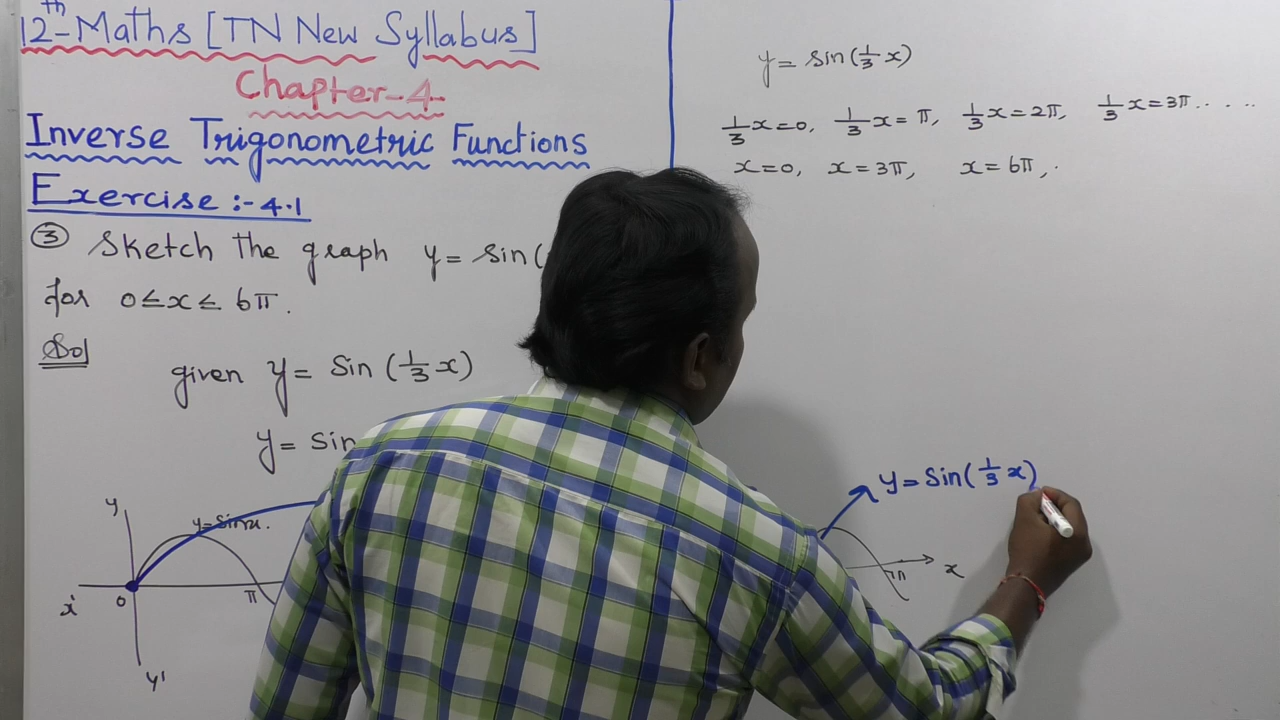 12th-Maths [TN New Syllabus]
Chapter-4
Inverse Trigonometric Functions
Exercise :- 4.1
③ Sketch the graph y = sin(
for 0≤x≤ 6π.
Sol
given y = Sin (1/3 x)
y = Sin
y
y=Sinx.
x'
0
π
y'
y = sin(1/3 x)
1/3 x=0, 1/3 x= π, 1/3 x=2π, 1/3 x=3π.....
x=0, x=3π, x=6π,.
y=Sin(1/3 x)
x